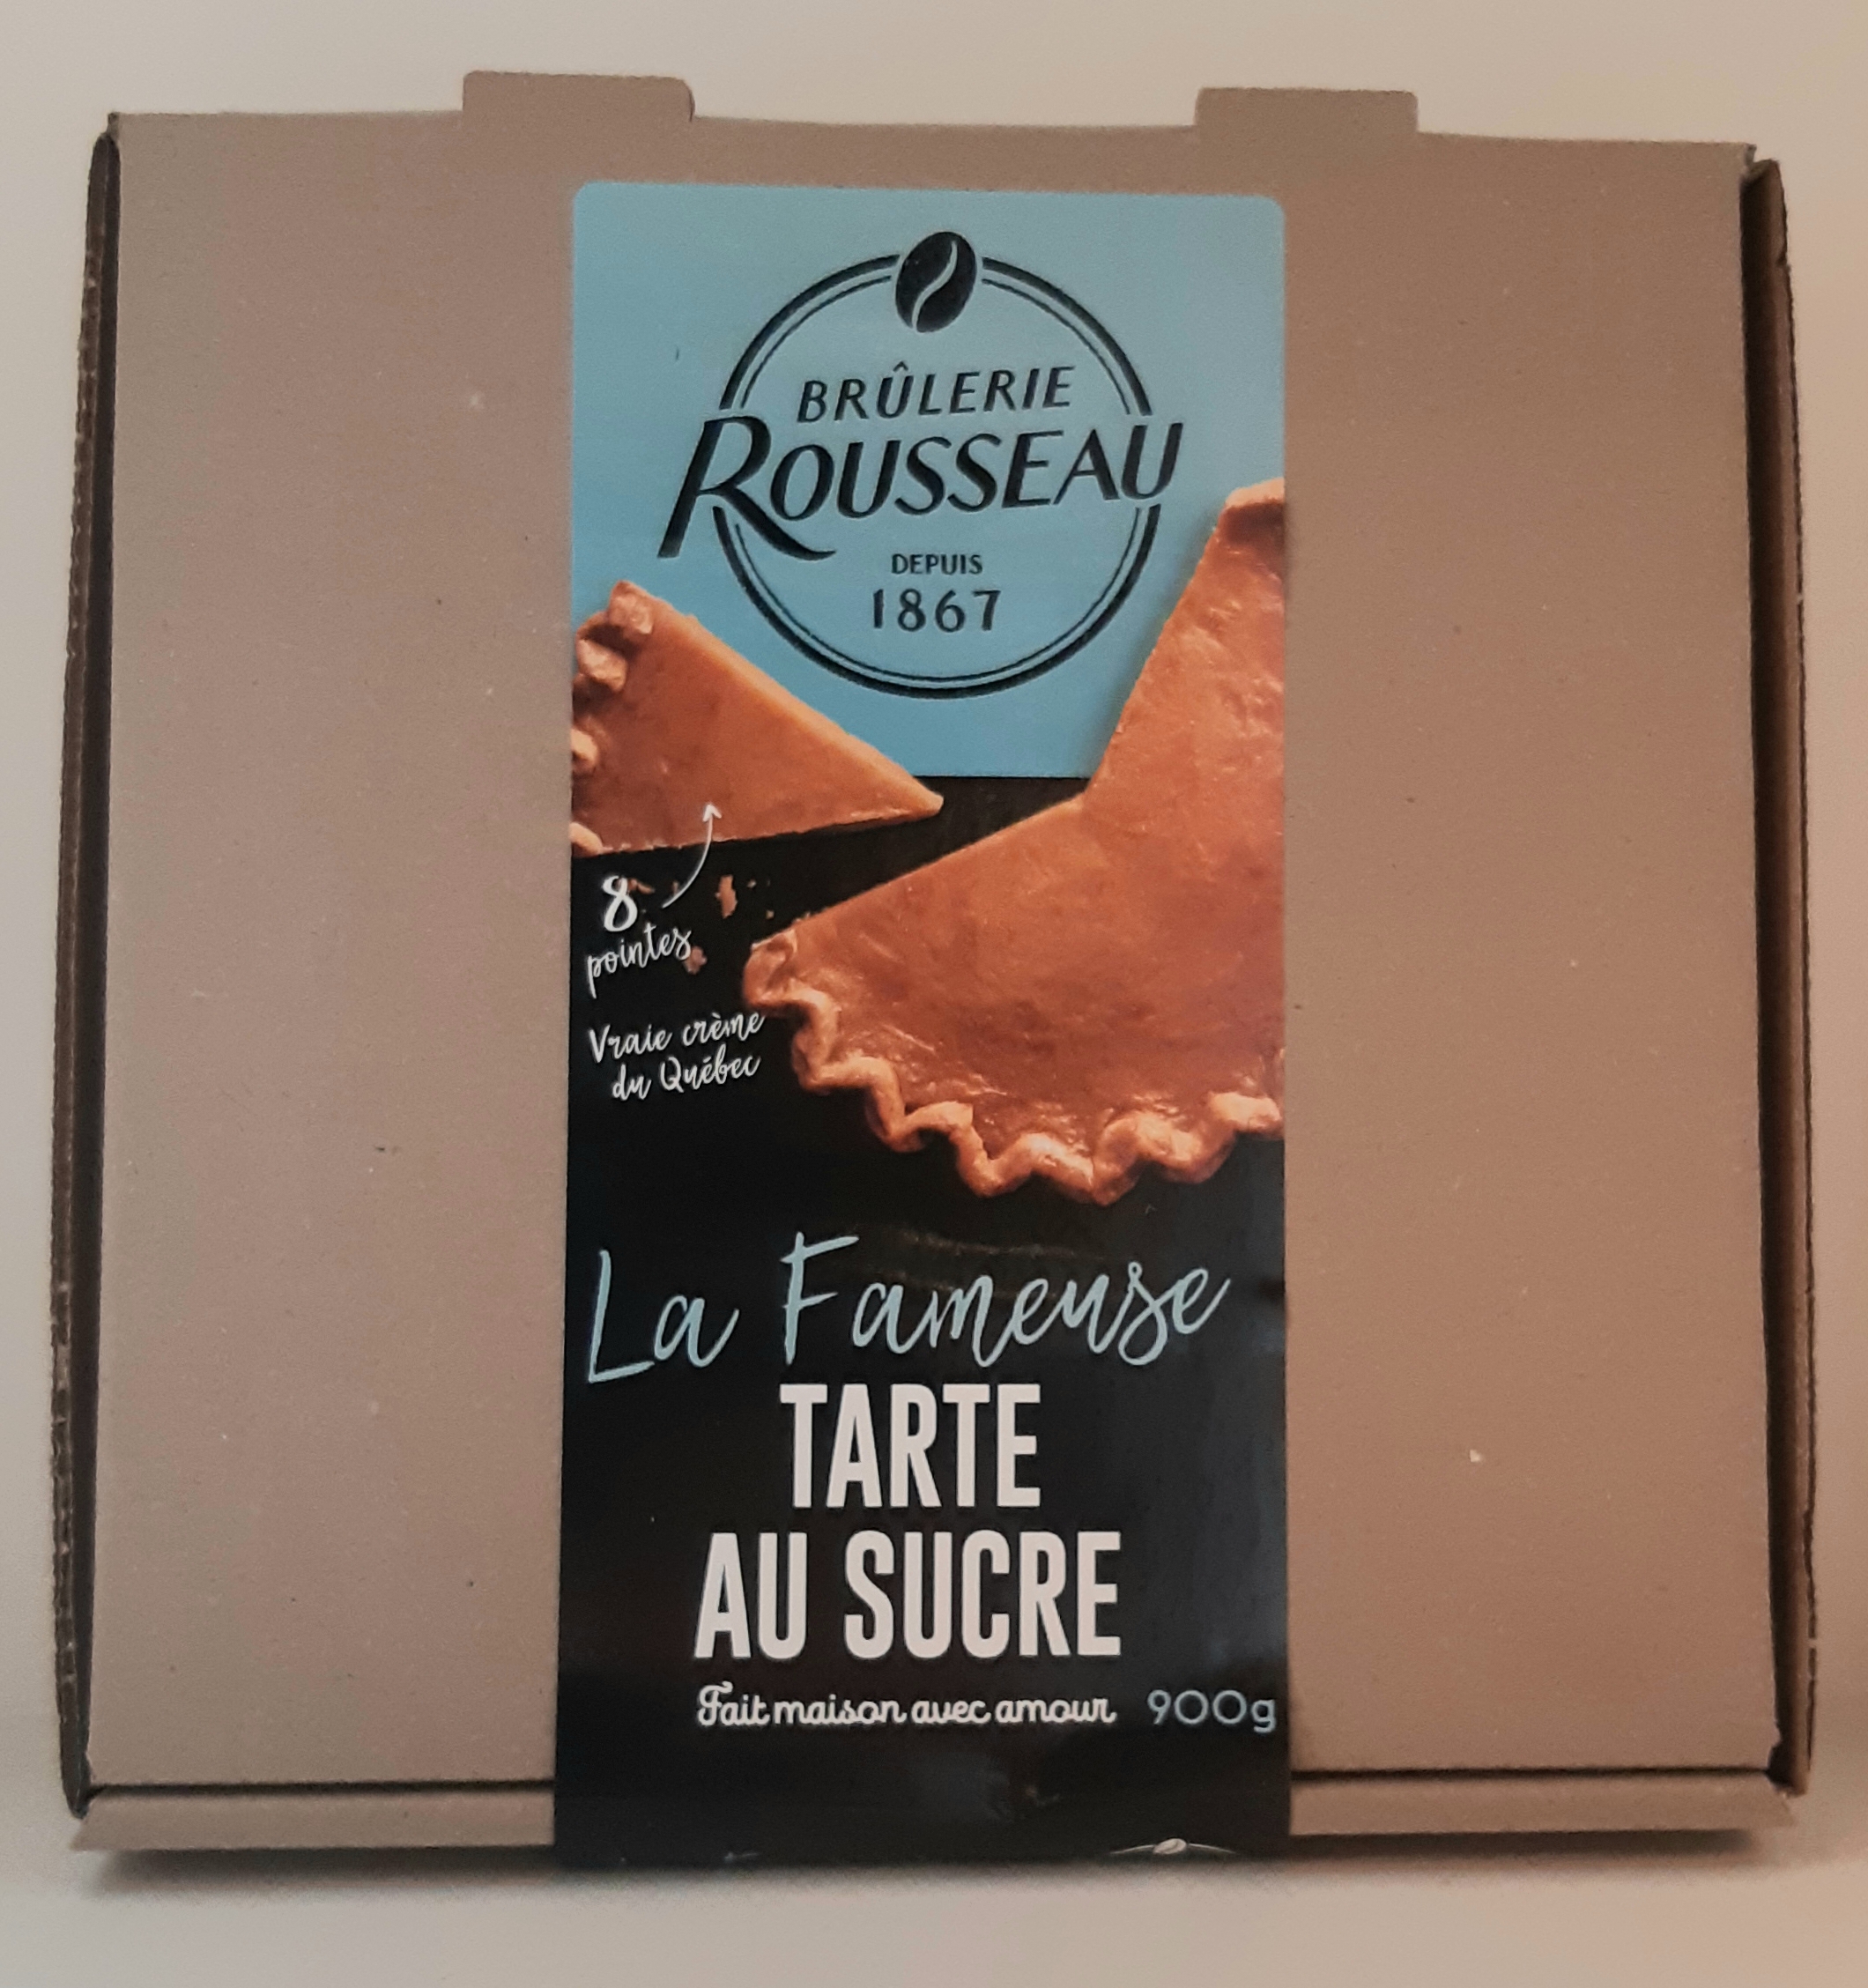 BRÛLERIE
ROUSSEAU
DEPUIS
1867
8
pointes
Vraie crème
du Québec
La Fameuse
TARTE
AU SUCRE
Fait maison avec amour 900g